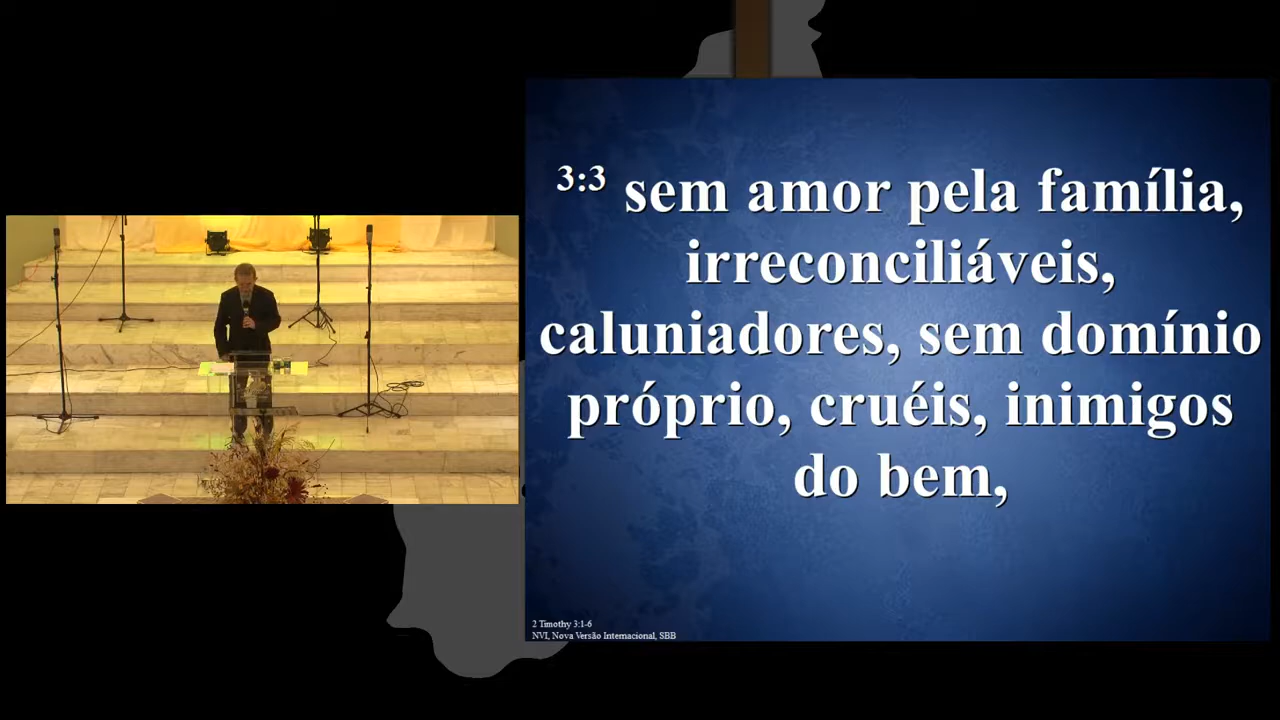 3:3 sem amor pela família,
irreconciliáveis,
caluniadores, sem domínio
próprio, cruéis, inimigos
do bem,
2 Timothy 3:1-6
NVI, Nova Versão Internacional, SBB